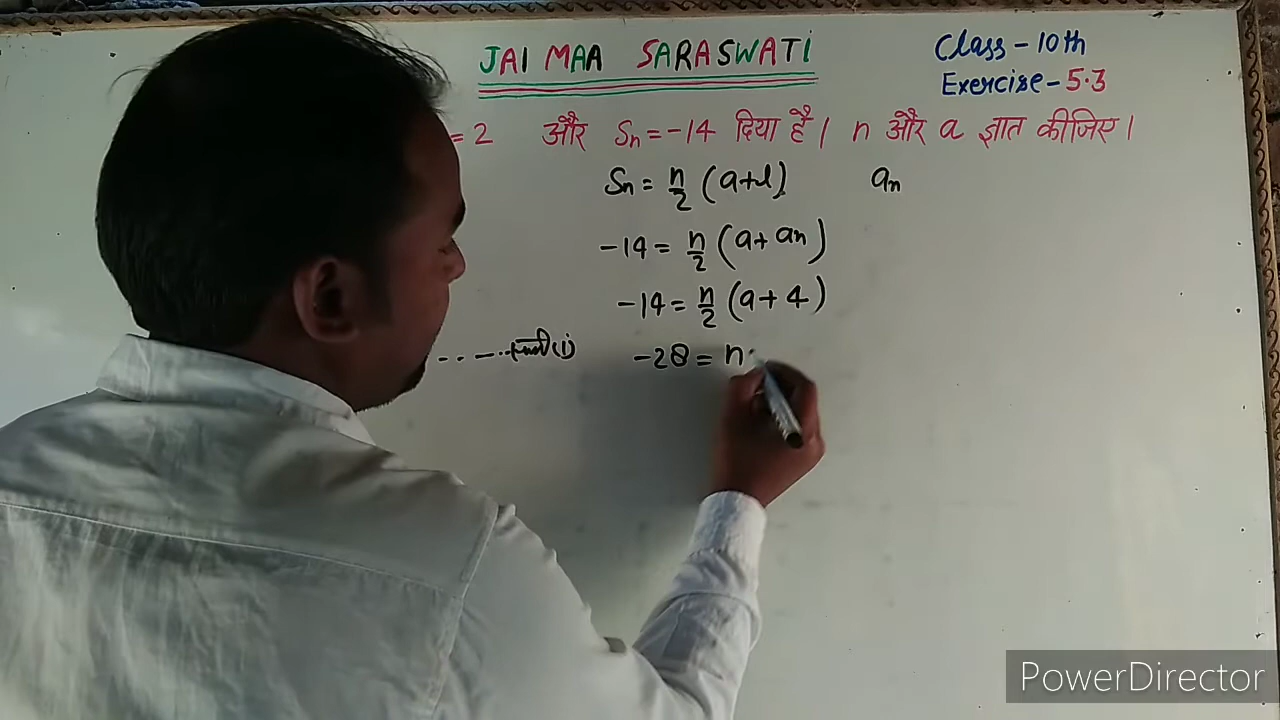 JAI MAA SARASWATI
Class-10th
Exercise-5.3
= 2 और Sn = -14 दिया है। n और a ज्ञात कीजिए।
Sn = n/2 (a+l)
an
-14 = n/2 (a+an)
-14 = n/2 (a+4)
(i)
-28 = n
PowerDirector